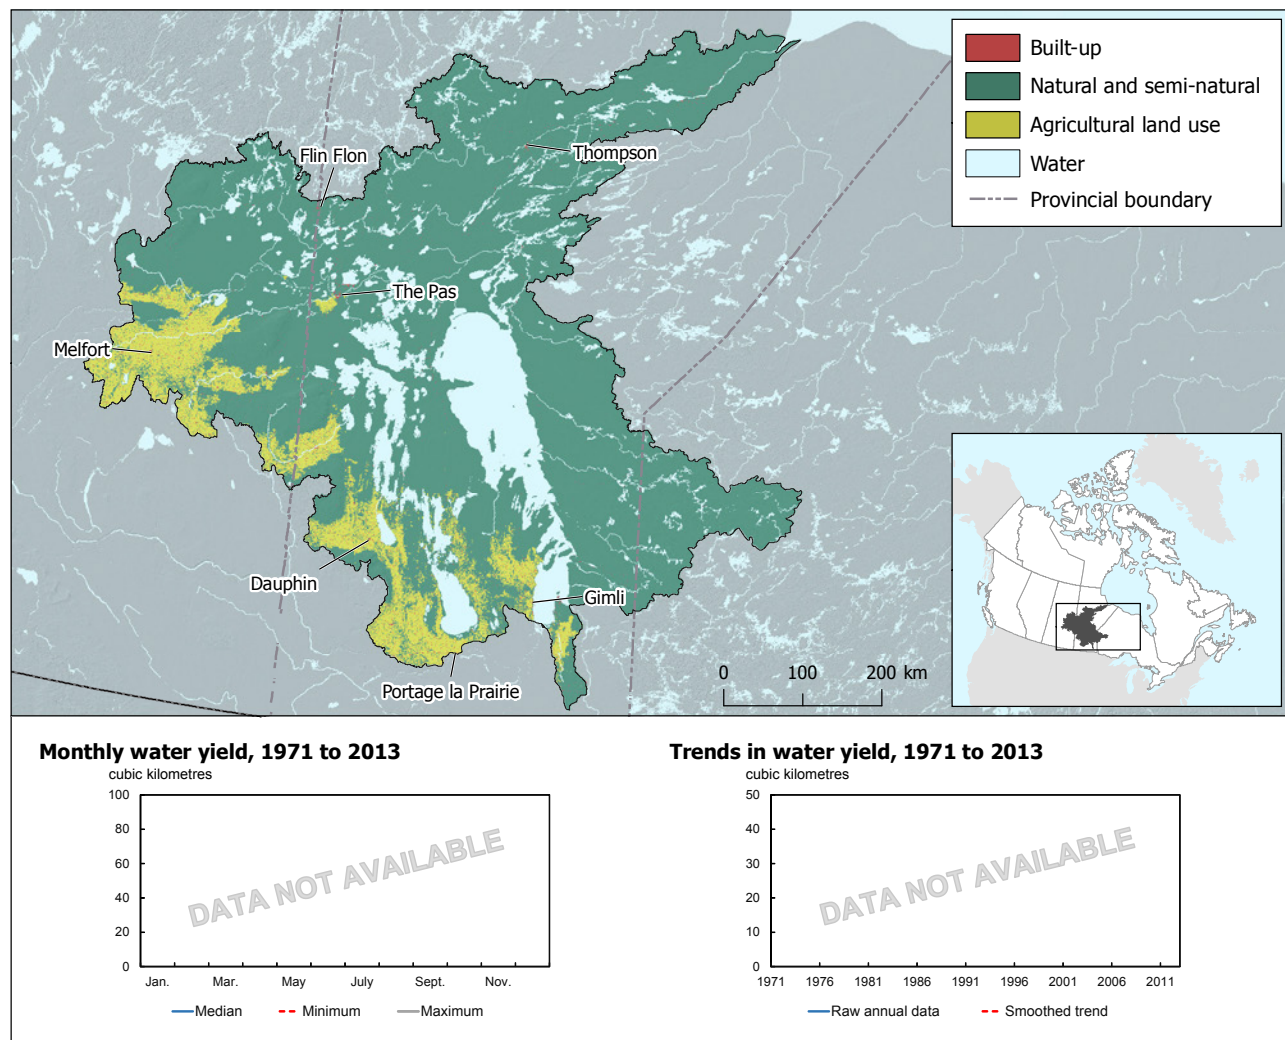 Built-up
Natural and semi-natural
Agricultural land use
Water
Provincial boundary
Flin Flon
Thompson
The Pas
Melfort
Dauphin
Gimli
Portage la Prairie
0 100 200 km
Monthly water yield, 1971 to 2013
cubic kilometres
100
80
60
40
20
0
DATA NOT AVAILABLE
Jan. Mar. May July Sept. Nov.
Median Minimum Maximum
Trends in water yield, 1971 to 2013
cubic kilometres
50
40
30
20
10
0
DATA NOT AVAILABLE
1971 1976 1981 1986 1991 1996 2001 2006 2011
Raw annual data Smoothed trend